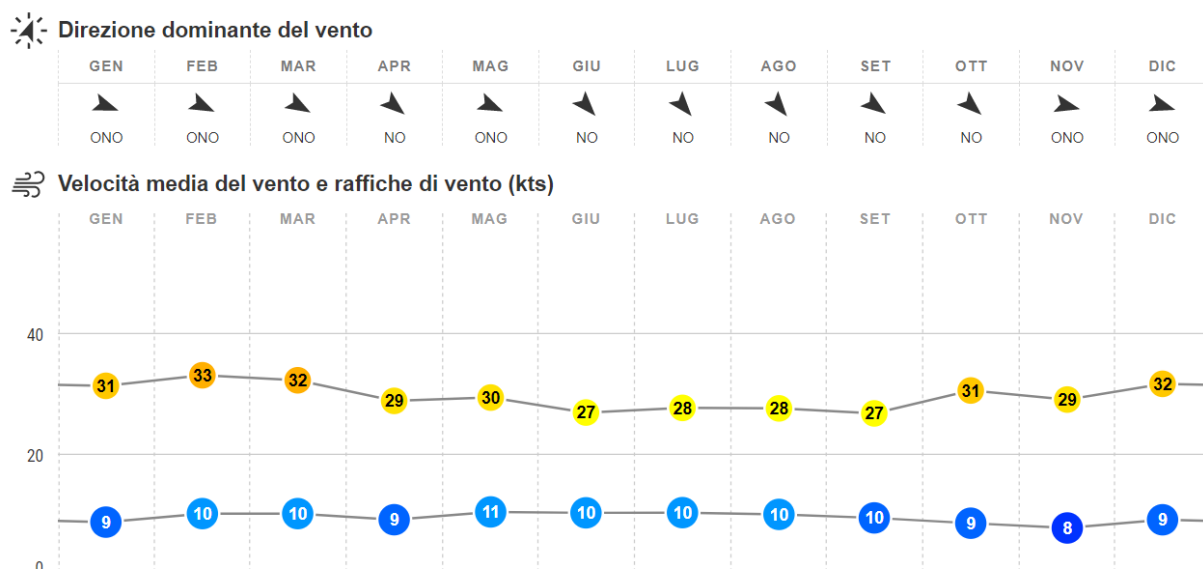 Direzione dominante del vento
GEN FEB MAR APR MAG GIU LUG AGO SET OTT NOV DIC
ONO ONO ONO NO ONO NO NO NO NO NO ONO ONO
Velocità media del vento e raffiche di vento (kts)
GEN FEB MAR APR MAG GIU LUG AGO SET OTT NOV DIC
40
31 33 32 29 30 27 28 28 27 31 29 32
20
9 10 10 9 11 10 10 10 10 9 8 9
0